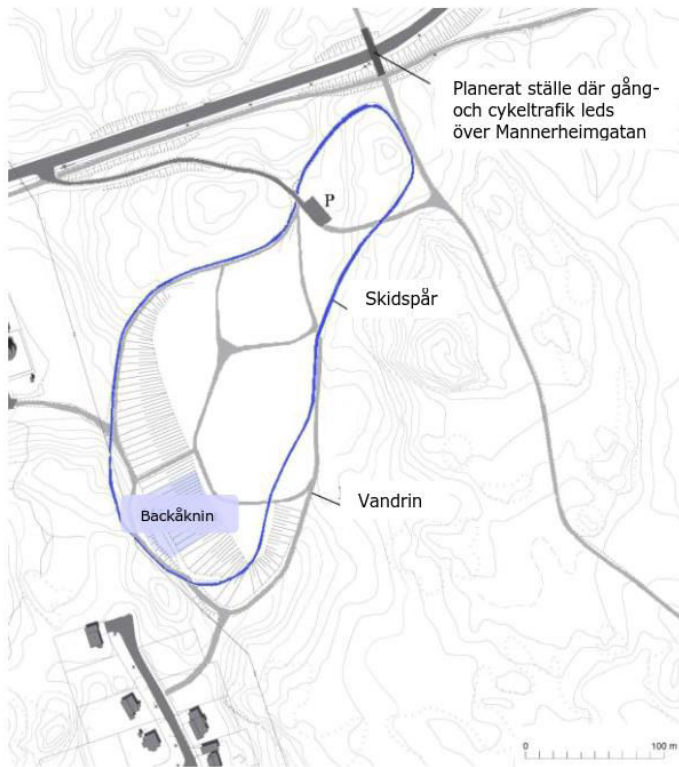 Planerat ställe där gång-
och cykeltrafik leds
över Mannerheimgatan
P
Skidspår
Vandrin
Backåknin
0
100 m